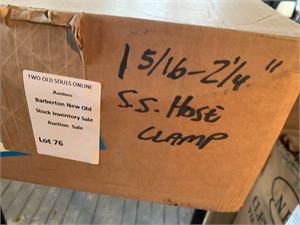 TWO OLD SOULS ONLINE
Auctions
Barberton New Old
Stock Inventory Sale
Auction Sale
Lot 76
1 5/16-2 1/4"
S.S. HOSE
CLAMP